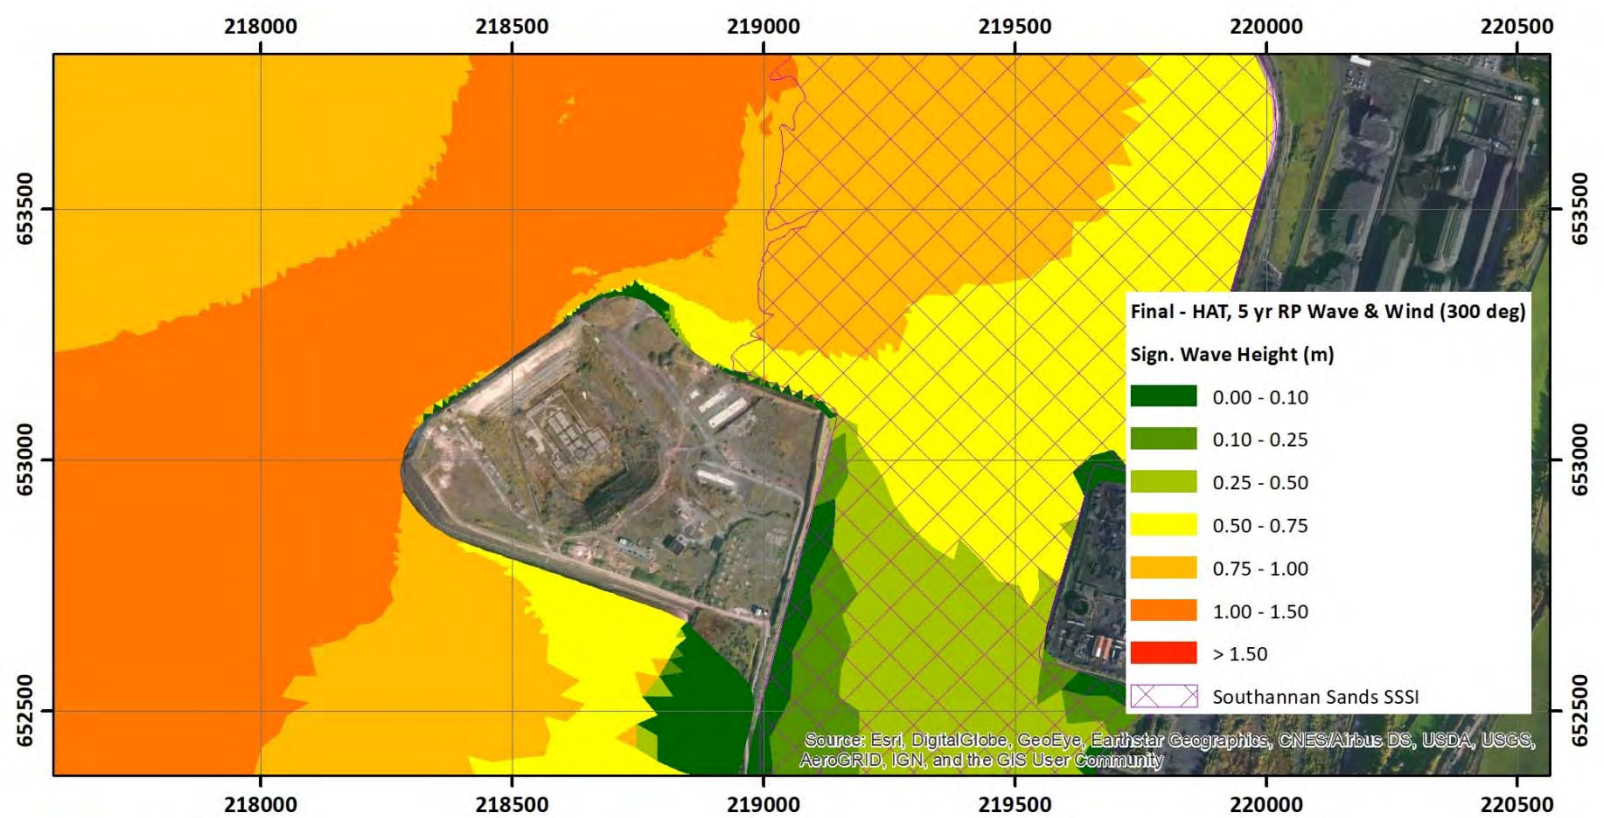 218000 218500 219000 219500 220000 220500
653500 653500
Final - HAT, 5 yr RP Wave & Wind (300 deg)
Sign. Wave Height (m)
0.00 - 0.10
0.10 - 0.25
653000 653000
0.25 - 0.50
0.50 - 0.75
0.75 - 1.00
1.00 - 1.50
> 1.50
Southannan Sands SSSI
652500 652500
Source: Esri, DigitalGlobe, GeoEye, Earthstar Geographics, CNES/Airbus DS, USDA, USGS,
AeroGRID, IGN, and the GIS User Community
218000 218500 219000 219500 220000 220500